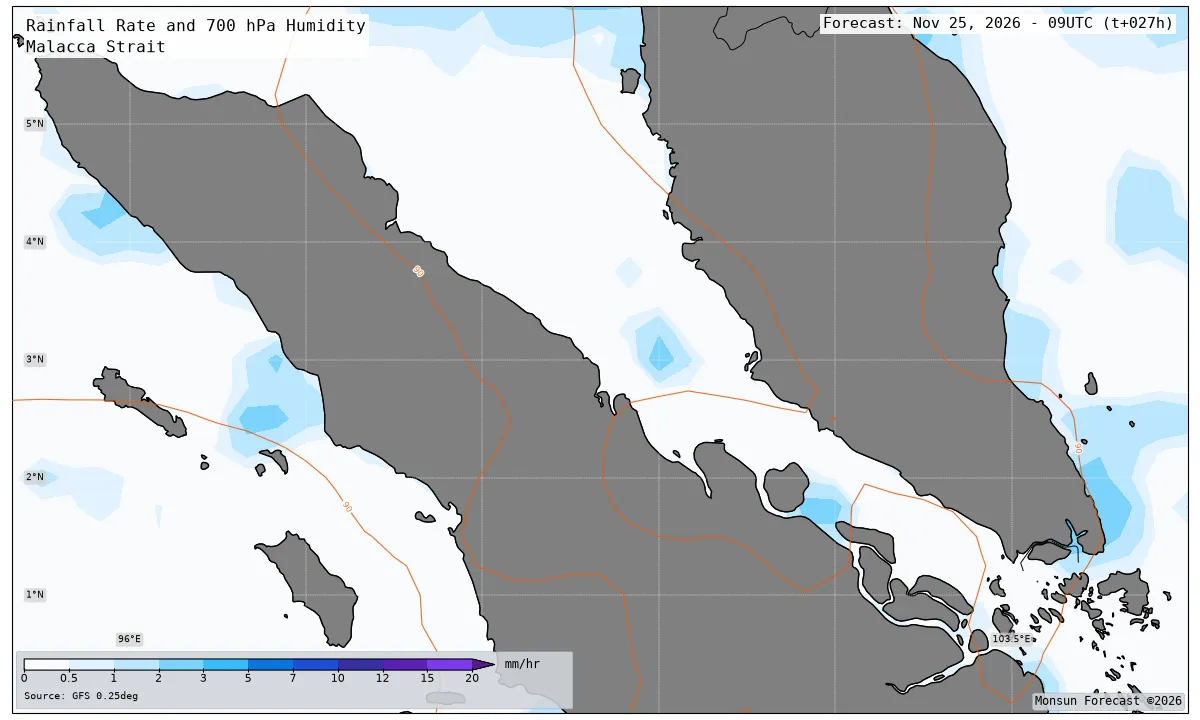 Rainfall Rate and 700 hPa Humidity
Malacca Strait
Forecast: Nov 25, 2026 - 09UTC (t+027h)
5°N
4°N
80
3°N
90
2°N
90
1°N
96°E
103.5°E
0 0.5 1 2 3 5 7 10 12 15 20 mm/hr
Source: GFS 0.25deg
Monsun Forecast ©2026